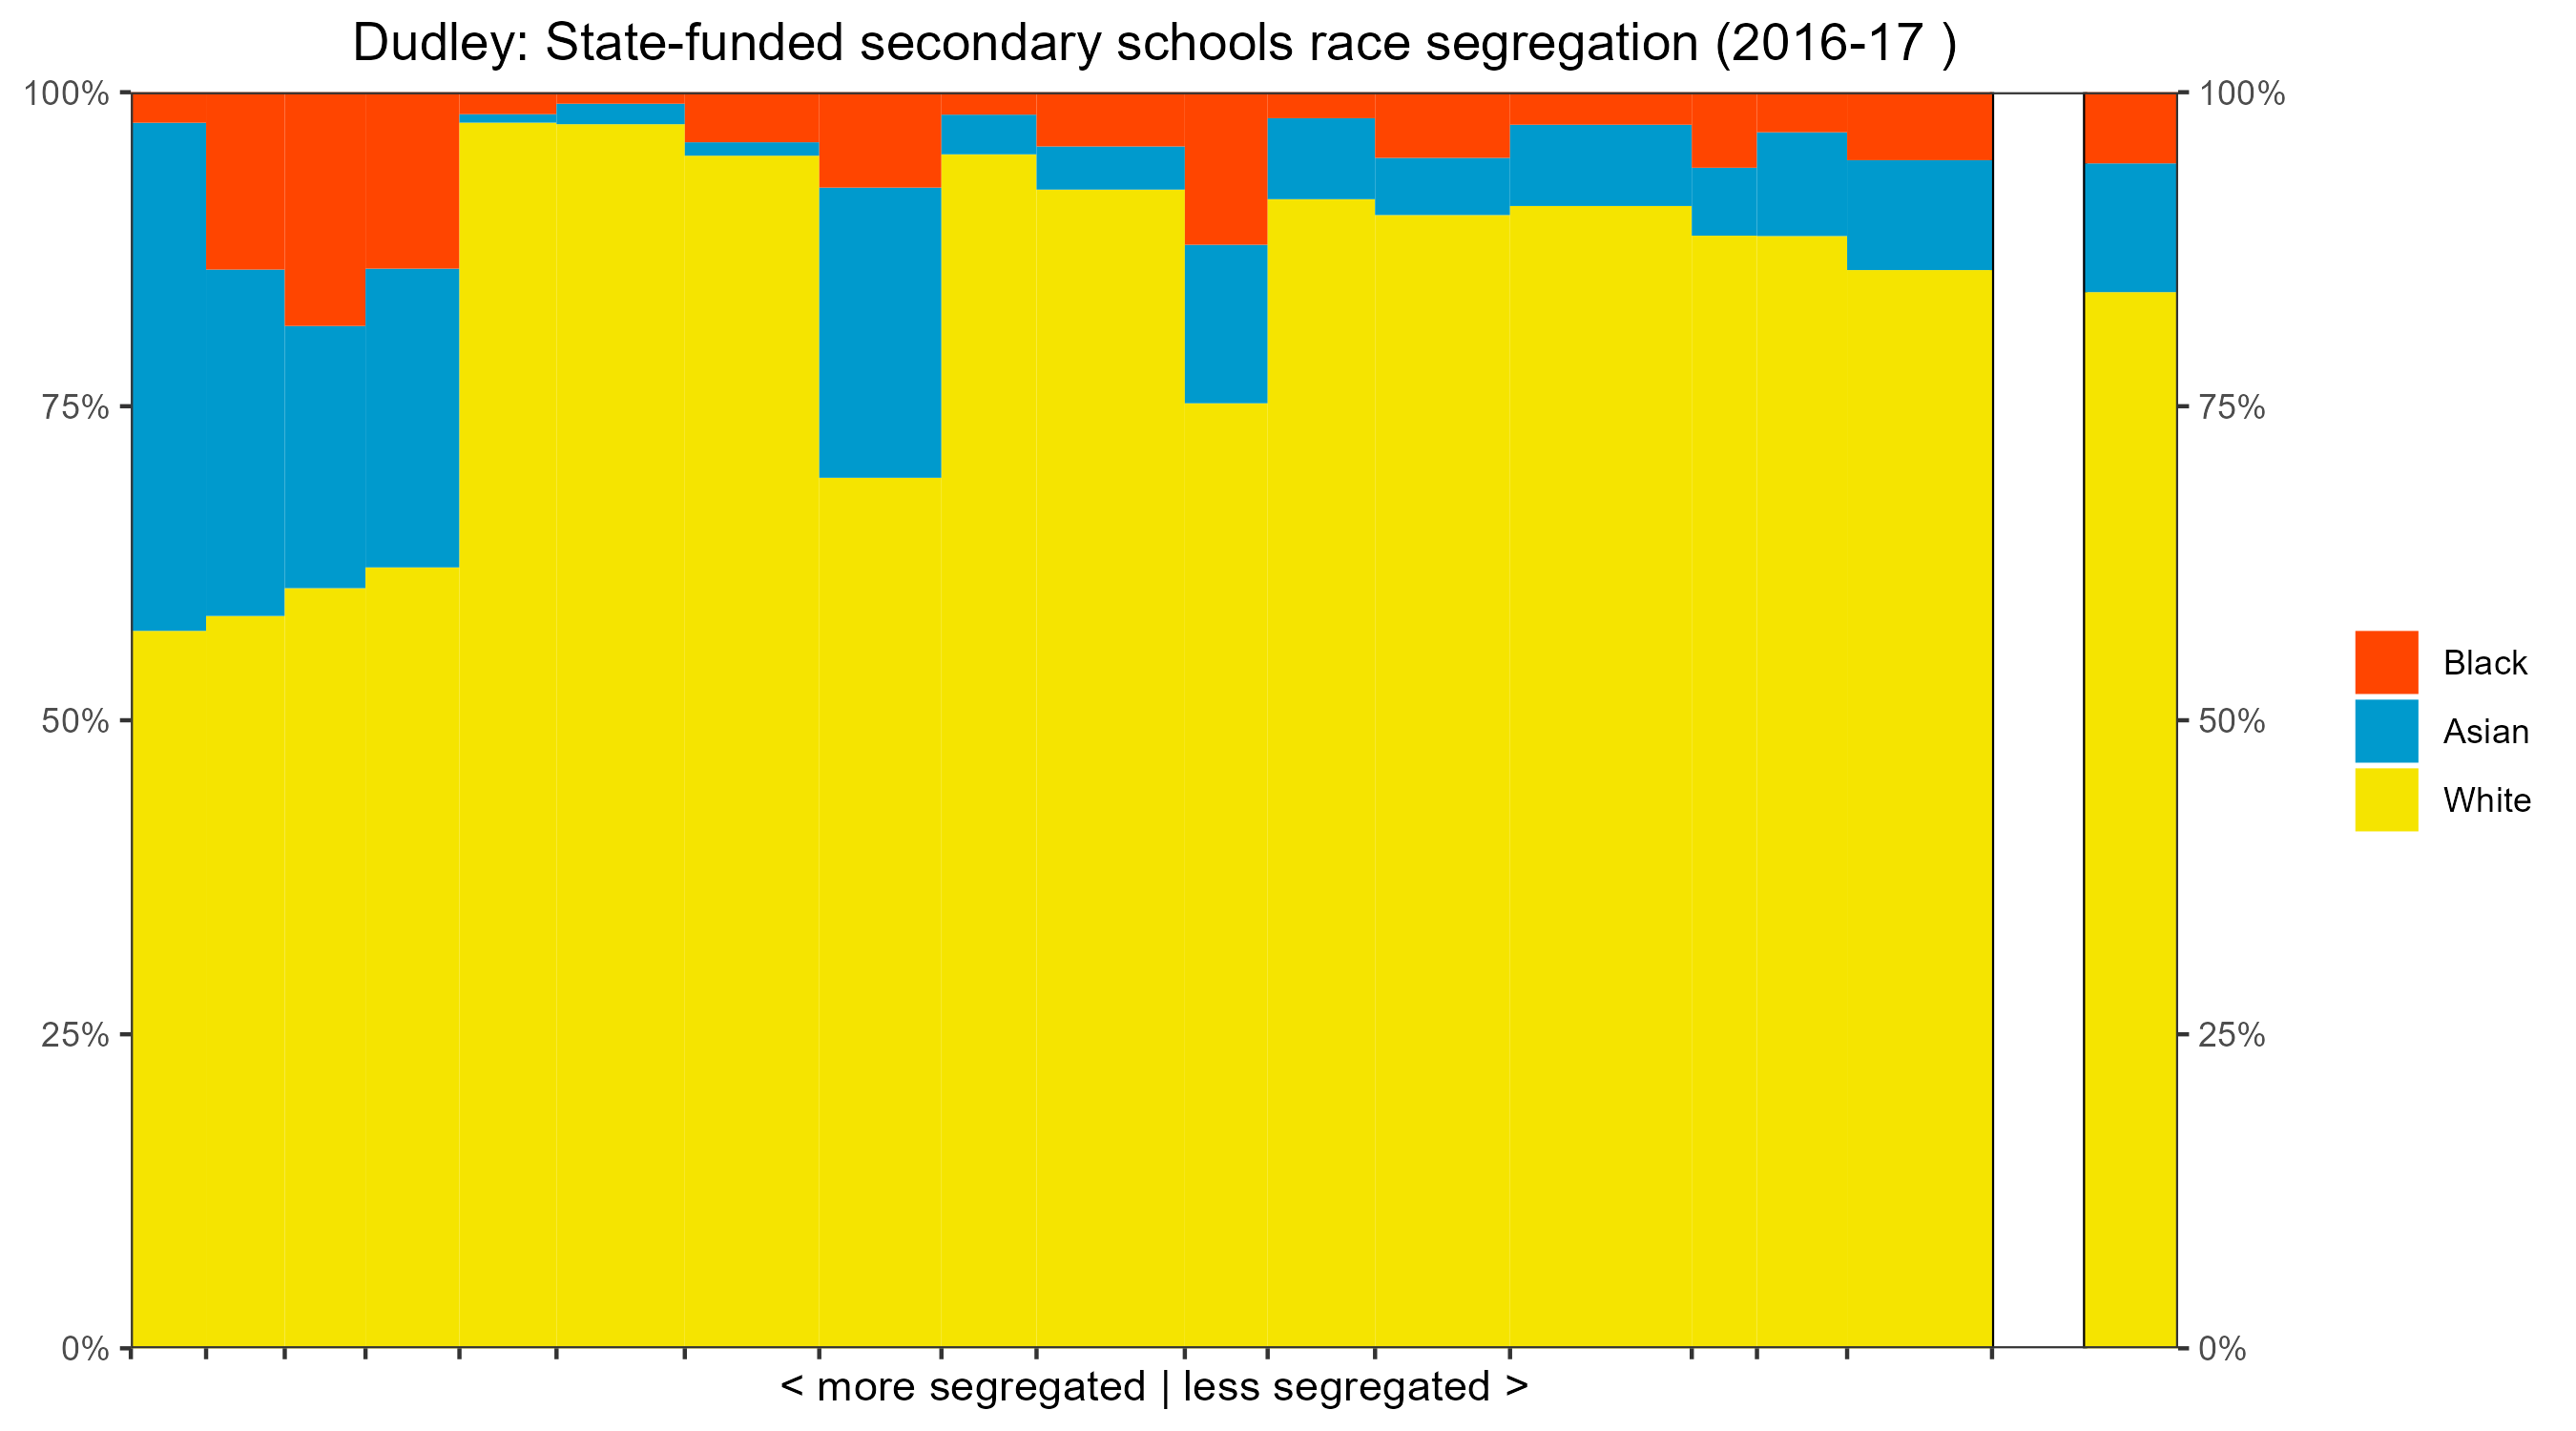 Dudley: State-funded secondary schools race segregation (2016-17 )
100%
75%
50%
25%
0%
100%
75%
50%
25%
0%
< more segregated | less segregated >
Black
Asian
White